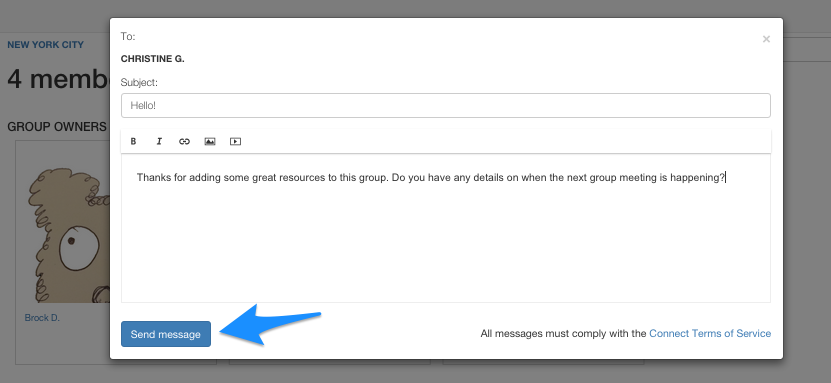 NEW YORK CITY
4 memb
GROUP OWNERS
Brock D.
To:
×
CHRISTINE G.
Subject:
Hello!
B I
Thanks for adding some great resources to this group. Do you have any details on when the next group meeting is happening?
Send message
All messages must comply with the Connect Terms of Service